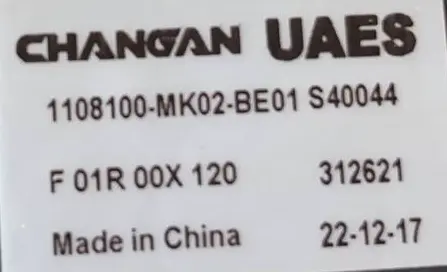 CHANGAN UAES
1108100-MK02-BE01 S40044
F 01R 00X 120 312621
Made in China 22-12-17